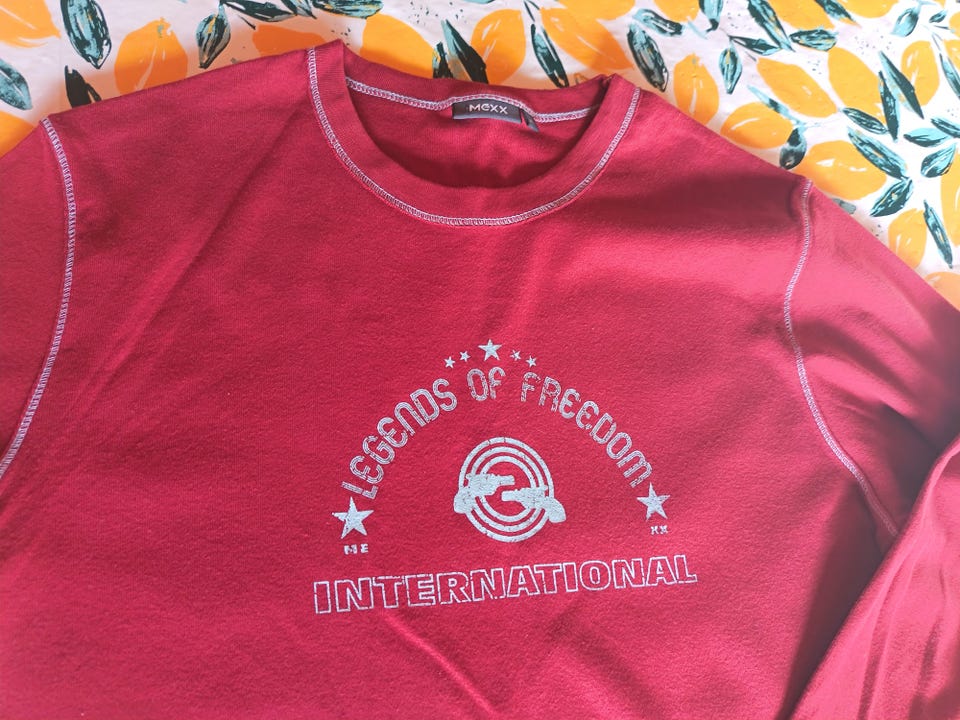 MEXX
LEGENDS OF FREEDOM
ME XX
INTERNATIONAL